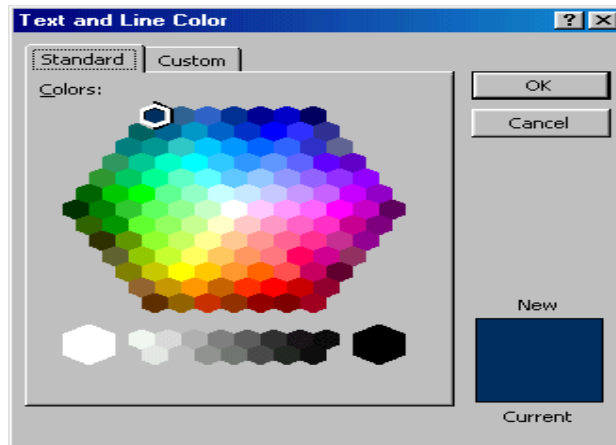 Text and Line Color
Standard
Custom
Colors:
OK
Cancel
New
Current